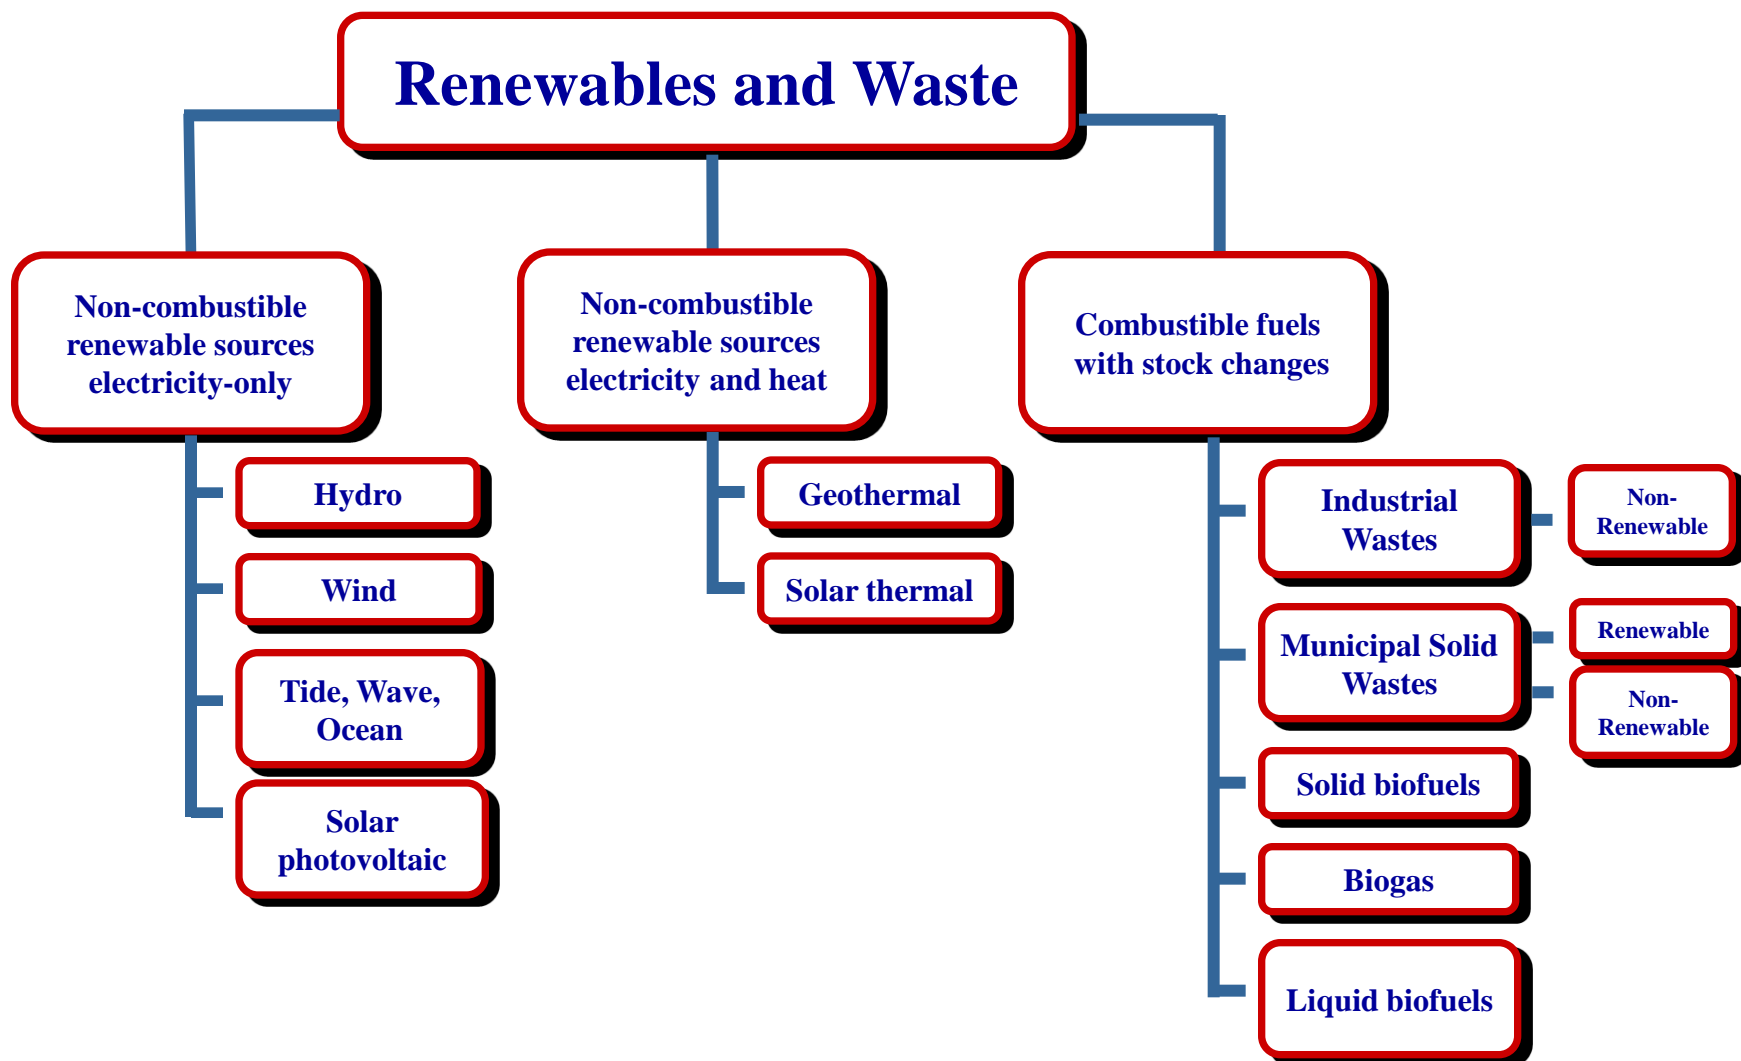 Renewables and Waste
Non-combustible
renewable sources
electricity-only
Hydro
Wind
Tide, Wave,
Ocean
Solar
photovoltaic
Non-combustible
renewable sources
electricity and heat
Geothermal
Solar thermal
Combustible fuels
with stock changes
Industrial
Wastes
Non-
Renewable
Municipal Solid
Wastes
Renewable
Non-
Renewable
Solid biofuels
Biogas
Liquid biofuels